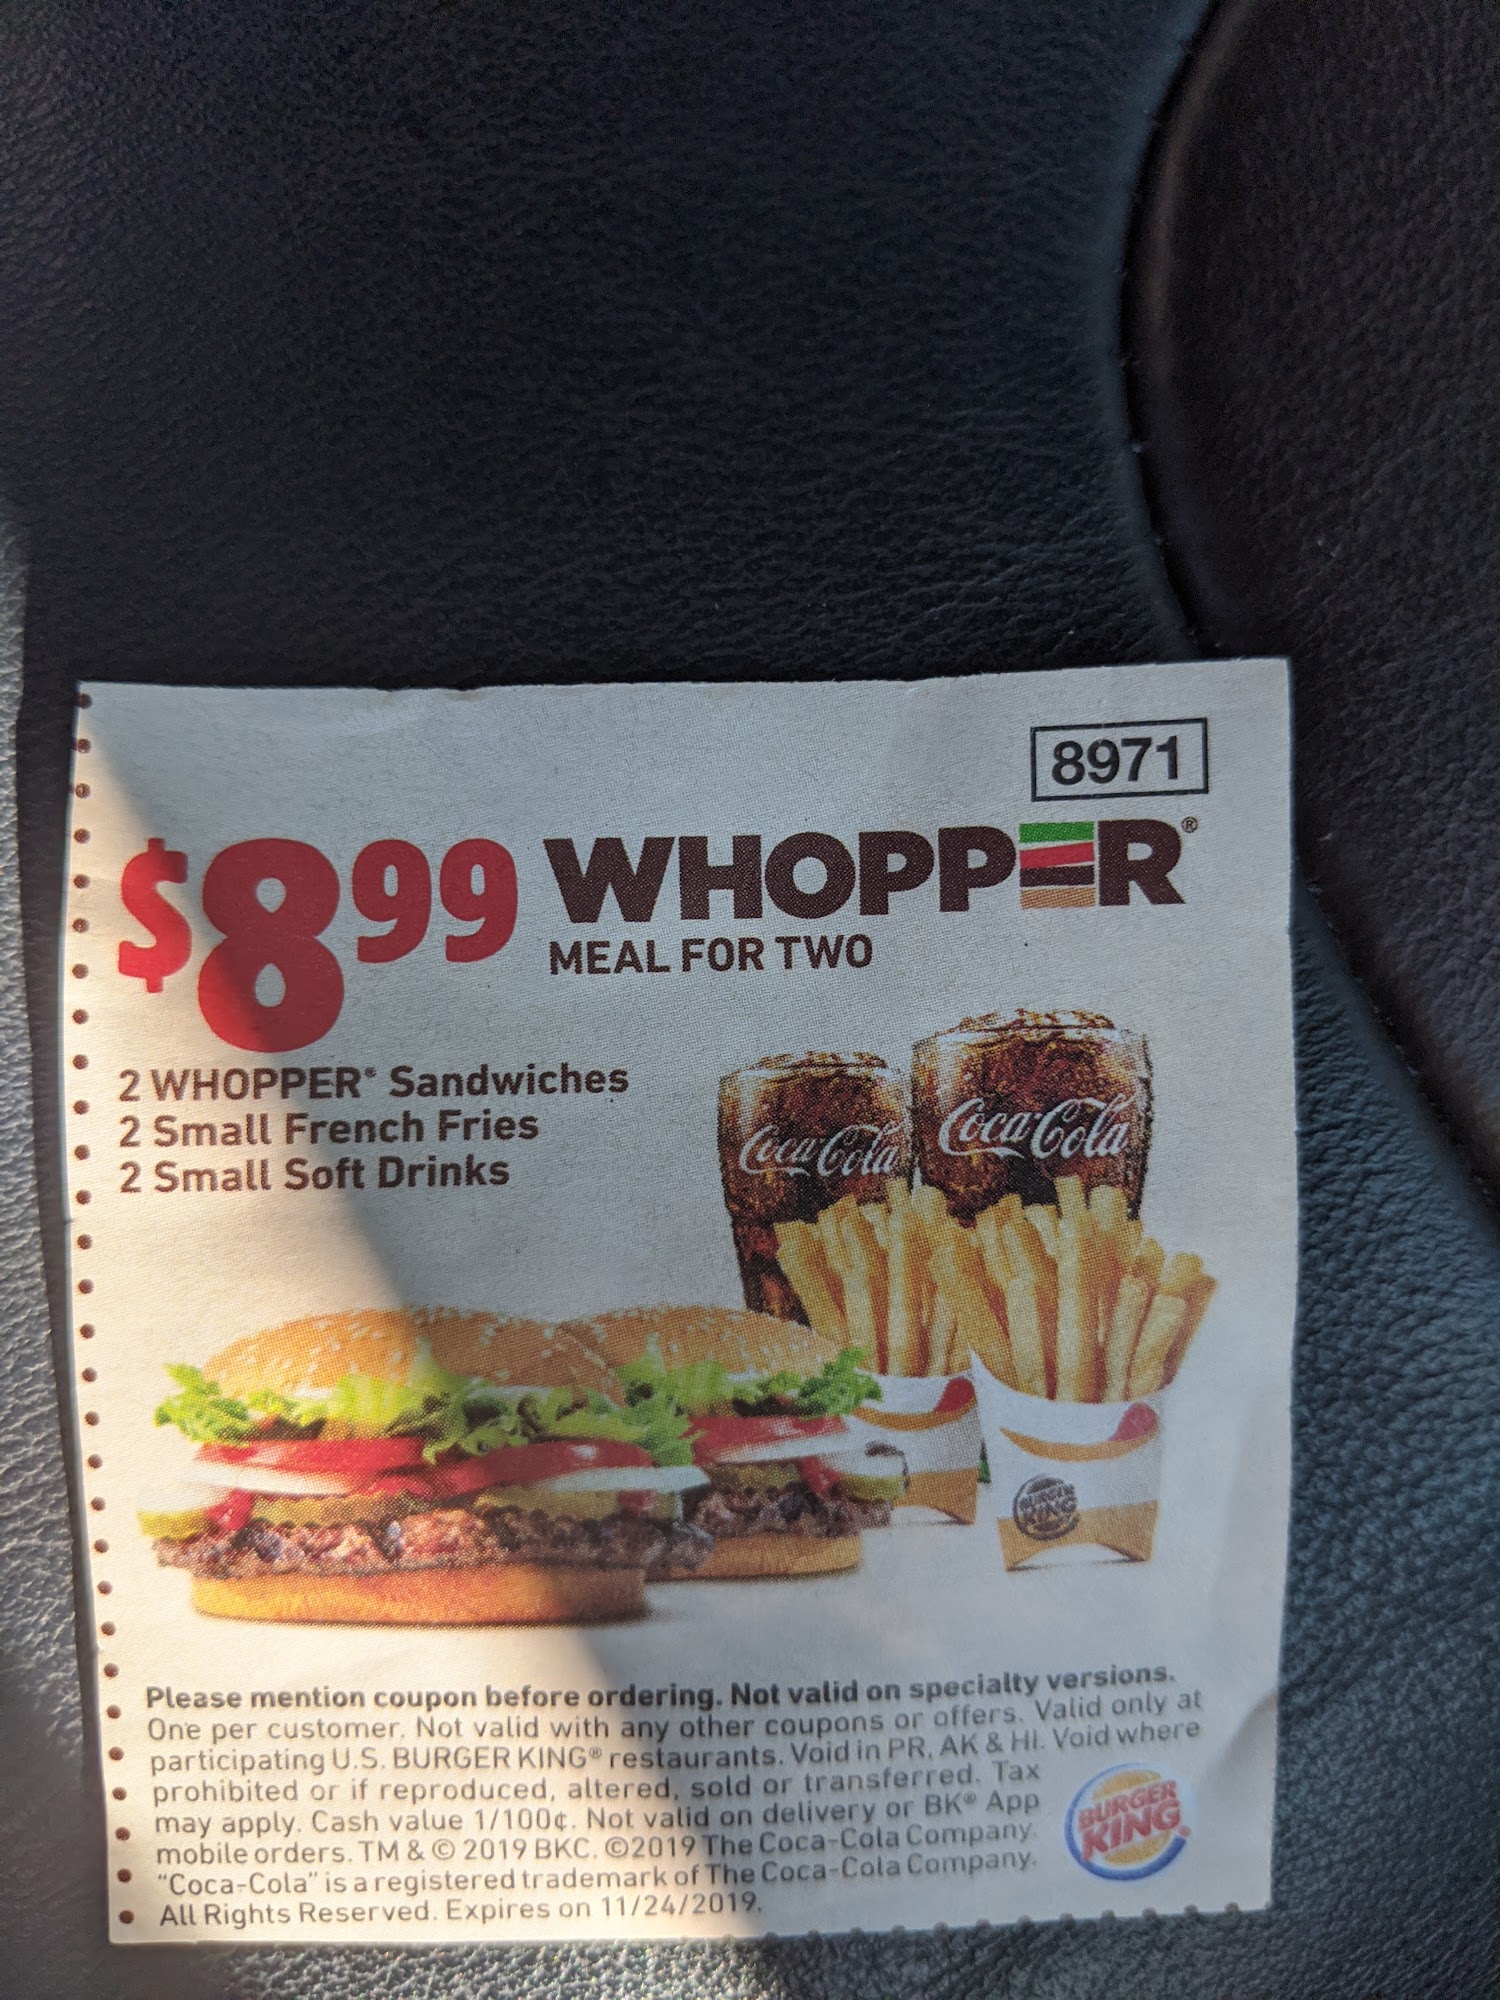 8971
$8.99 WHOPPER®
MEAL FOR TWO
2 WHOPPER® Sandwiches
2 Small French Fries
2 Small Soft Drinks
Coca-Cola Coca-Cola
BURGER
KING
Please mention coupon before ordering. Not valid on specialty versions.
One per customer. Not valid with any other coupons or offers. Valid only at
participating U.S. BURGER KING® restaurants. Void in PR, AK & HI. Void where
prohibited or if reproduced, altered, sold or transferred. Tax
may apply. Cash value 1/100¢. Not valid on delivery or BK® App
mobile orders. TM & © 2019 BKC. ©2019 The Coca-Cola Company.
“Coca-Cola” is a registered trademark of The Coca-Cola Company.
All Rights Reserved. Expires on 11/24/2019.
BURGER
KING®